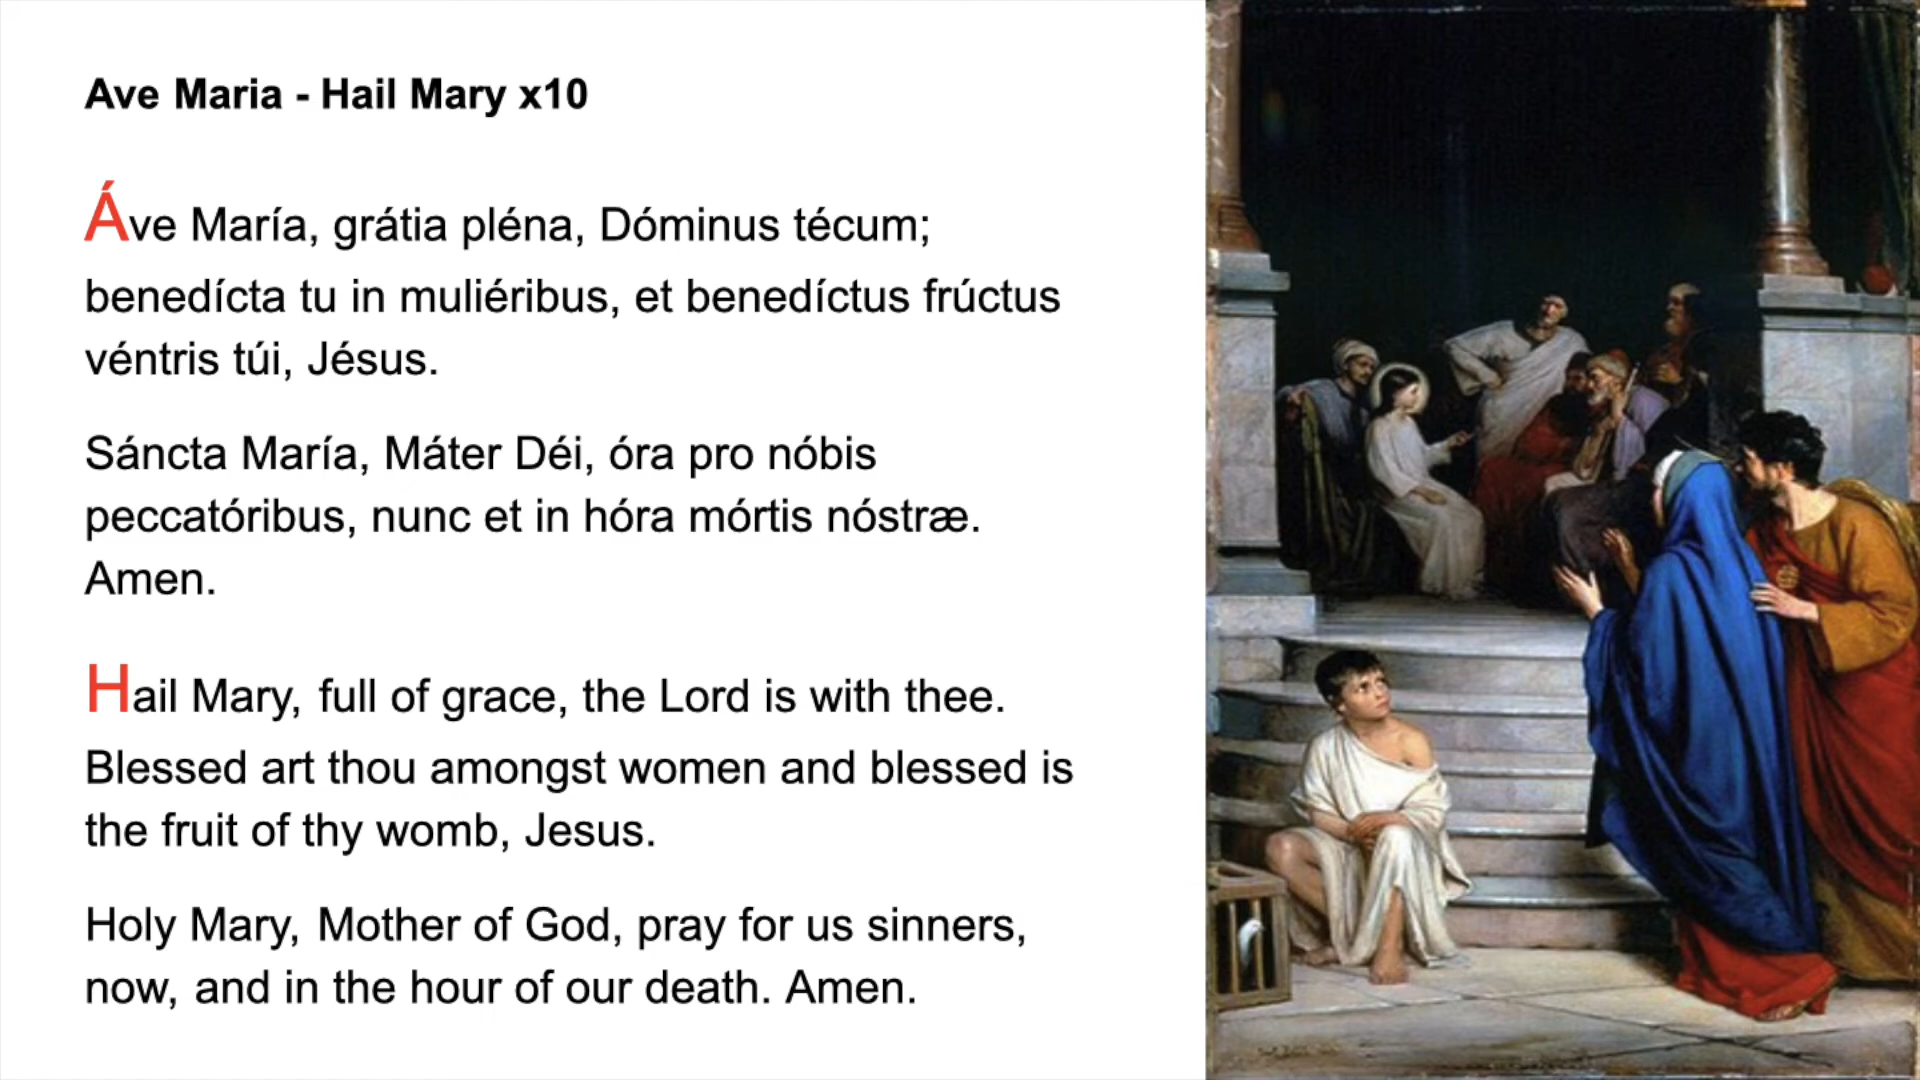 Ave Maria - Hail Mary x10
Áve María, grátia pléna, Dóminus técum;
benedícta tu in muliéribus, et benedíctus frúctus
véntris túi, Jésus.
Sáncta María, Máter Déi, óra pro nóbis
peccatóribus, nunc et in hóra mórtis nóstræ.
Amen.
Hail Mary, full of grace, the Lord is with thee.
Blessed art thou amongst women and blessed is
the fruit of thy womb, Jesus.
Holy Mary, Mother of God, pray for us sinners,
now, and in the hour of our death. Amen.